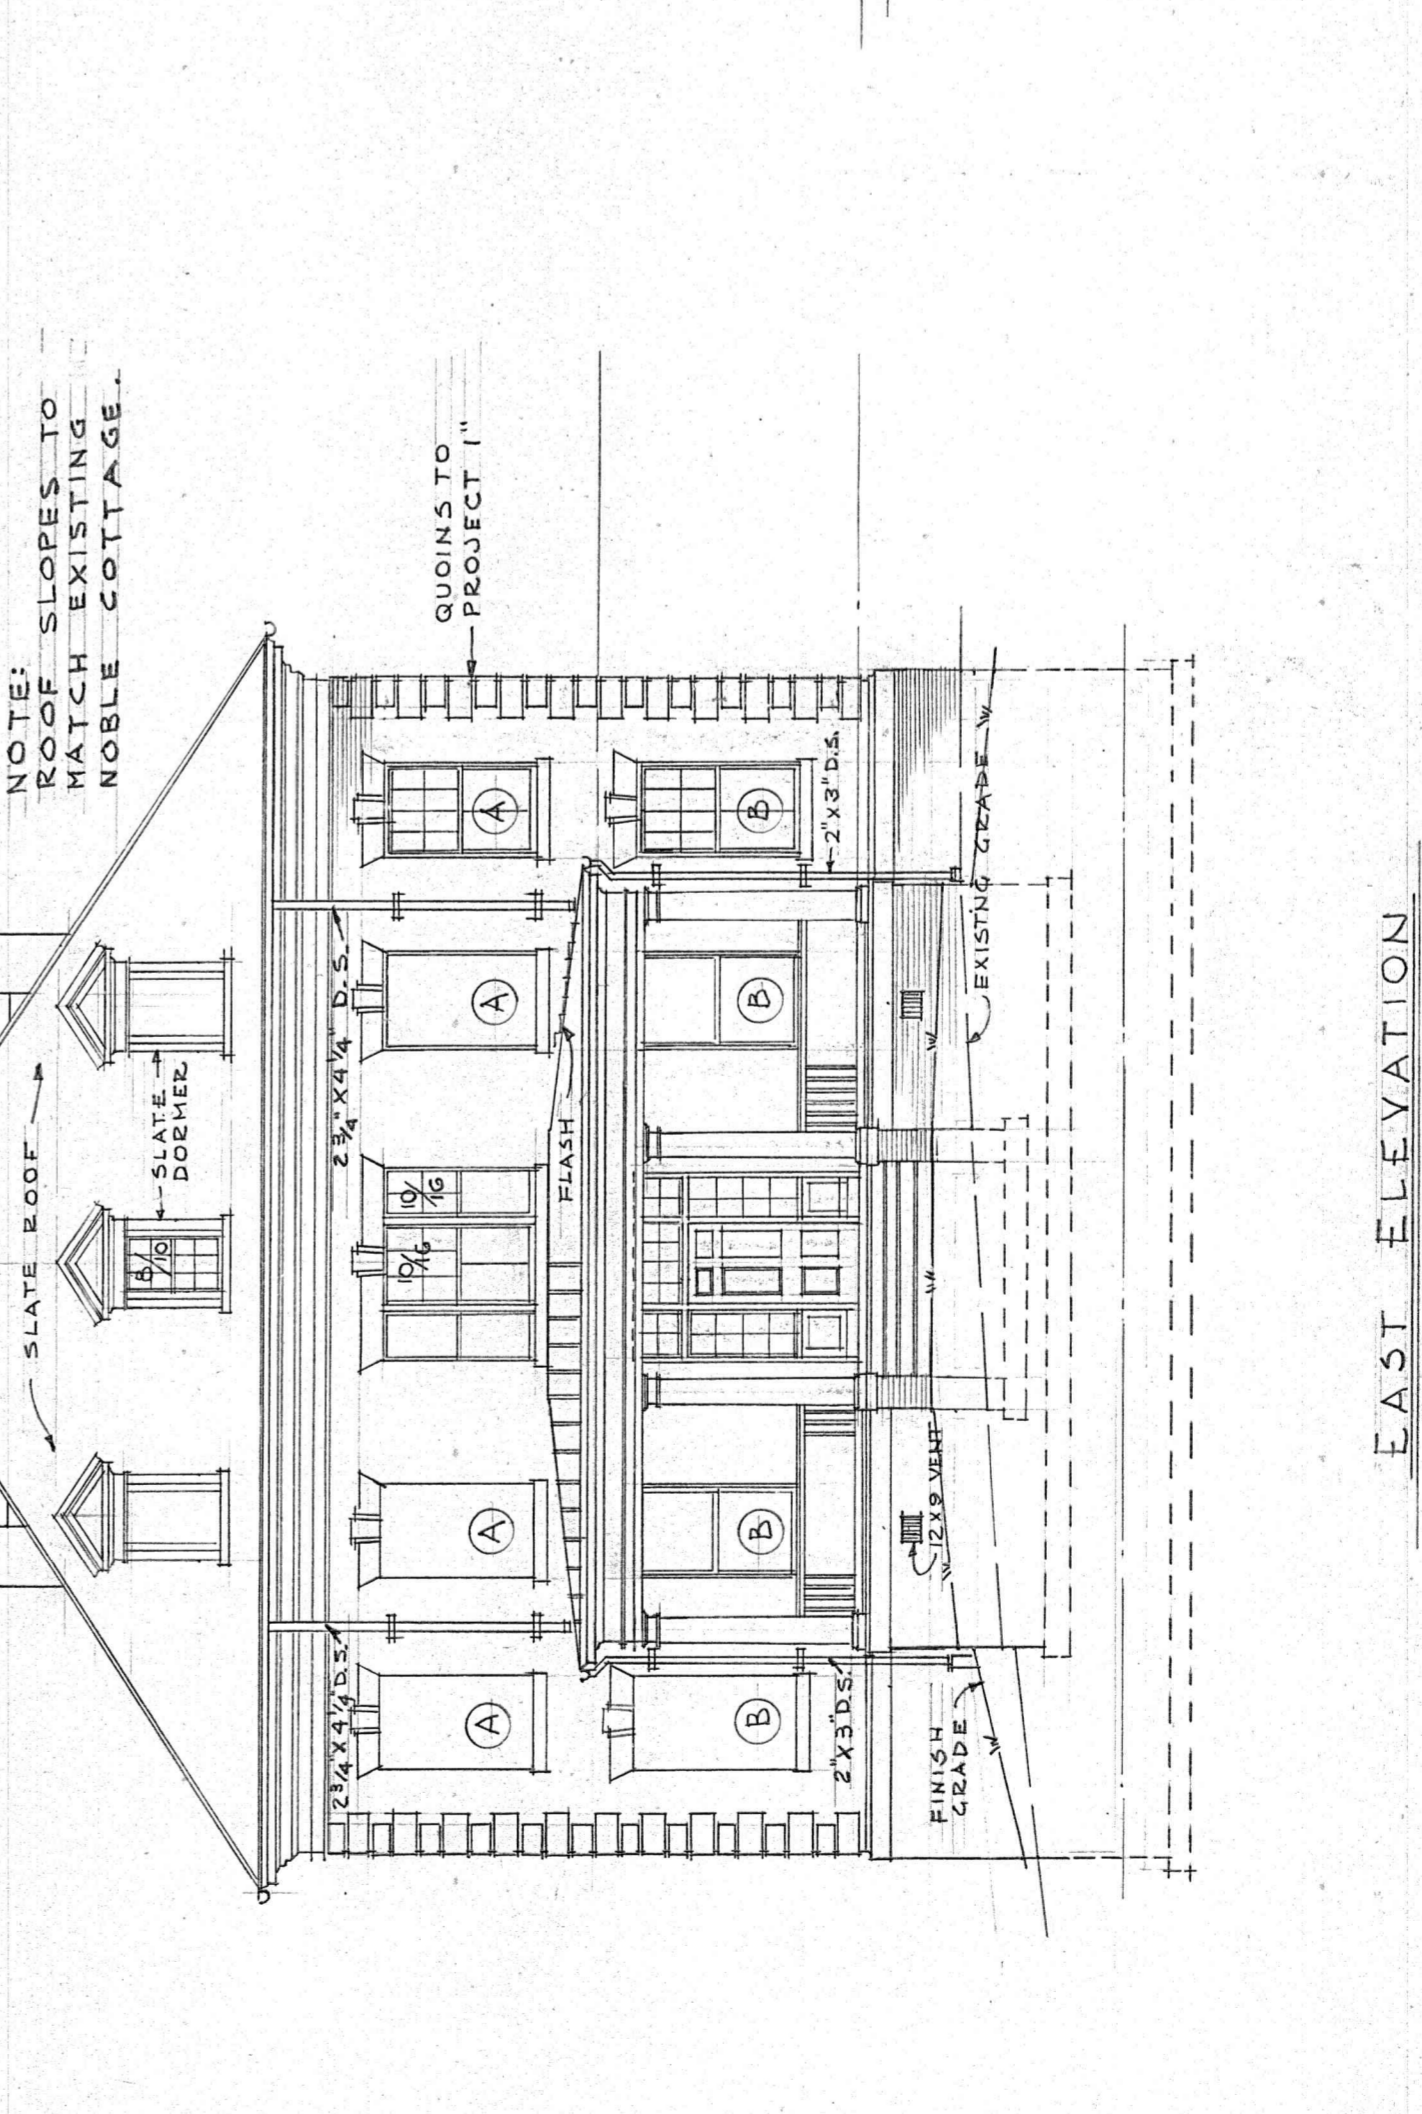 NOTE:
ROOF SLOPES TO
MATCH EXISTING
NOBLE COTTAGE.
SLATE ROOF
SLATE
DORMER
8/10
2 3/4" X 4 1/4" D.S.
2 3/4" X 4 1/4" D.S.
QUOINS TO
PROJECT 1"
A
A
10/16
10/16
A
A
A
FLASH
B
B
B
B
2" X 3" D.S.
2" X 3" D.S.
12 X 9 VENT
FINISH
GRADE
EXISTING GRADE
EAST ELEVATION